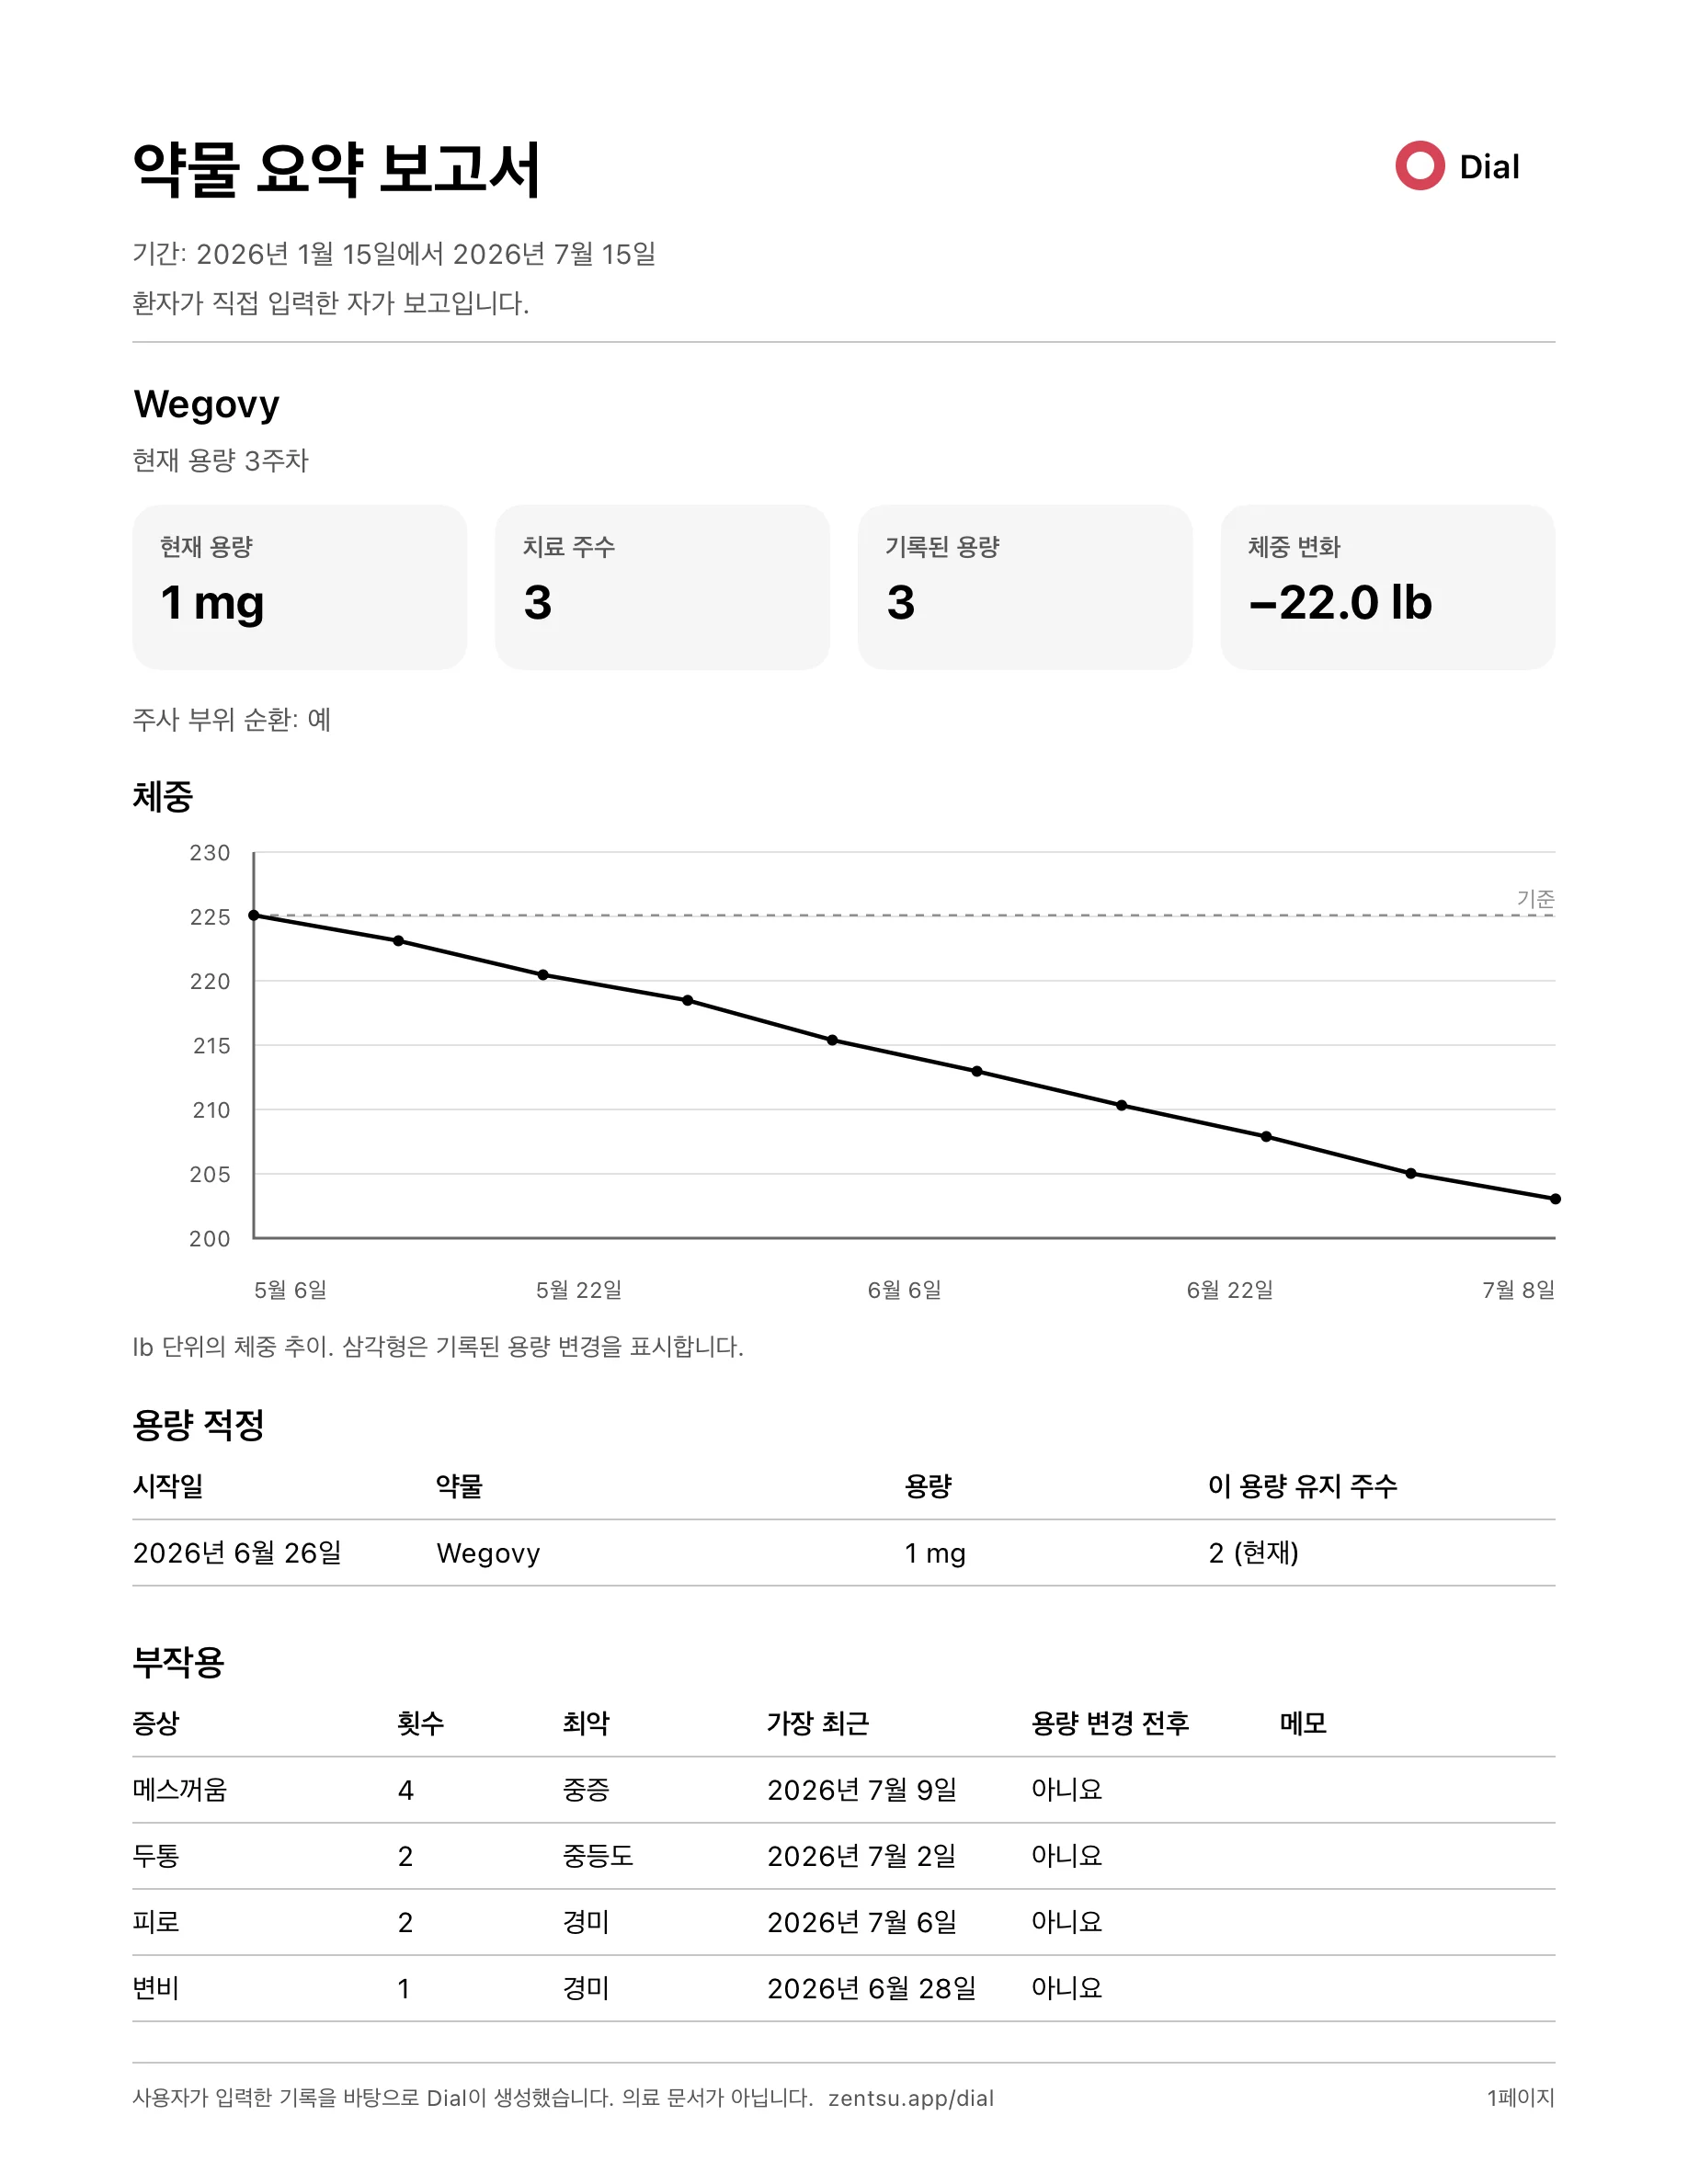 약물 요약 보고서
Dial
기간: 2026년 1월 15일에서 2026년 7월 15일
환자가 직접 입력한 자가 보고입니다.
Wegovy
현재 용량 3주차
현재 용량 치료 주수 기록된 용량 체중 변화
1 mg 3 3 –22.0 lb
주사 부위 순환: 예
체중
230
기준
225
220
215
210
205
200
5월 6일 5월 22일 6월 6일 6월 22일 7월 8일
lb 단위의 체중 추이. 삼각형은 기록된 용량 변경을 표시합니다.
용량 적정
시작일 약물 용량 이 용량 유지 주수
2026년 6월 26일 Wegovy 1 mg 2 (현재)
부작용
증상 횟수 최악 가장 최근 용량 변경 전후 메모
메스꺼움 4 중증 2026년 7월 9일 아니요
두통 2 중등도 2026년 7월 2일 아니요
피로 2 경미 2026년 7월 6일 아니요
변비 1 경미 2026년 6월 28일 아니요
사용자가 입력한 기록을 바탕으로 Dial이 생성했습니다. 의료 문서가 아닙니다. zentsu.app/dial 1페이지